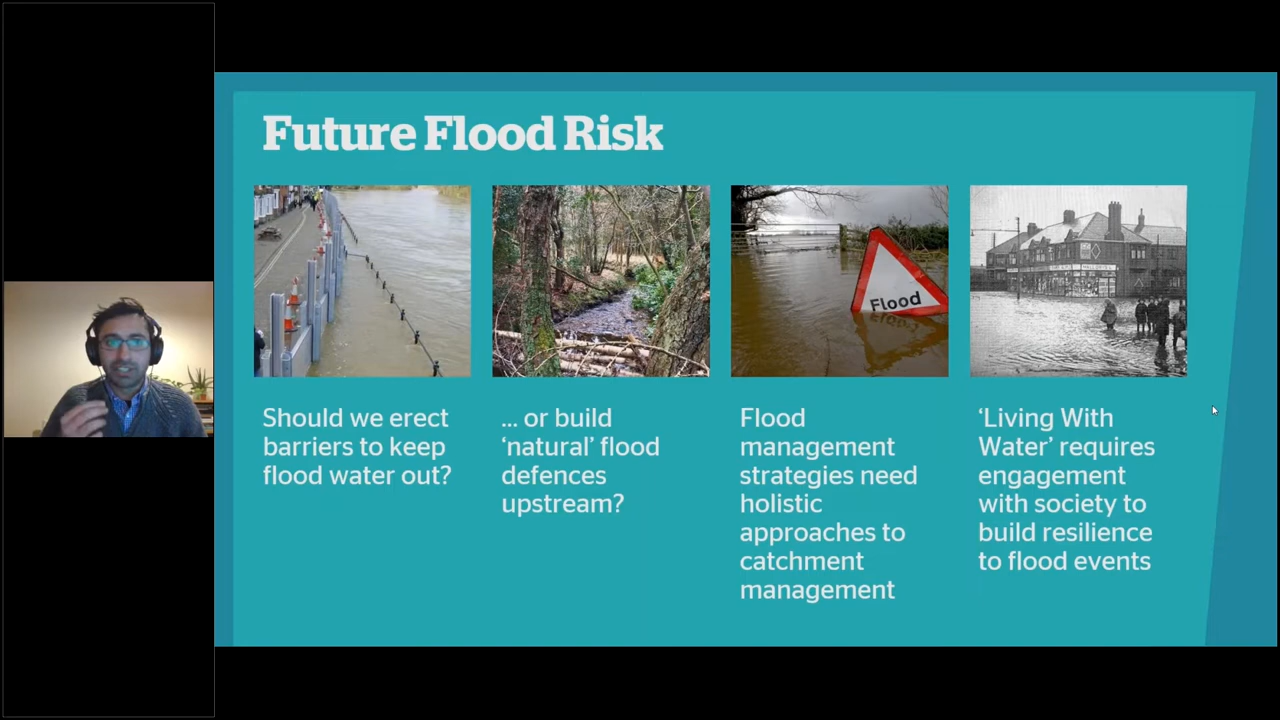 Future Flood Risk
Should we erect
barriers to keep
flood water out?
... or build
‘natural’ flood
defences
upstream?
Flood
Flood
management
strategies need
holistic
approaches to
catchment
management
‘Living With
Water’ requires
engagement
with society to
build resilience
to flood events